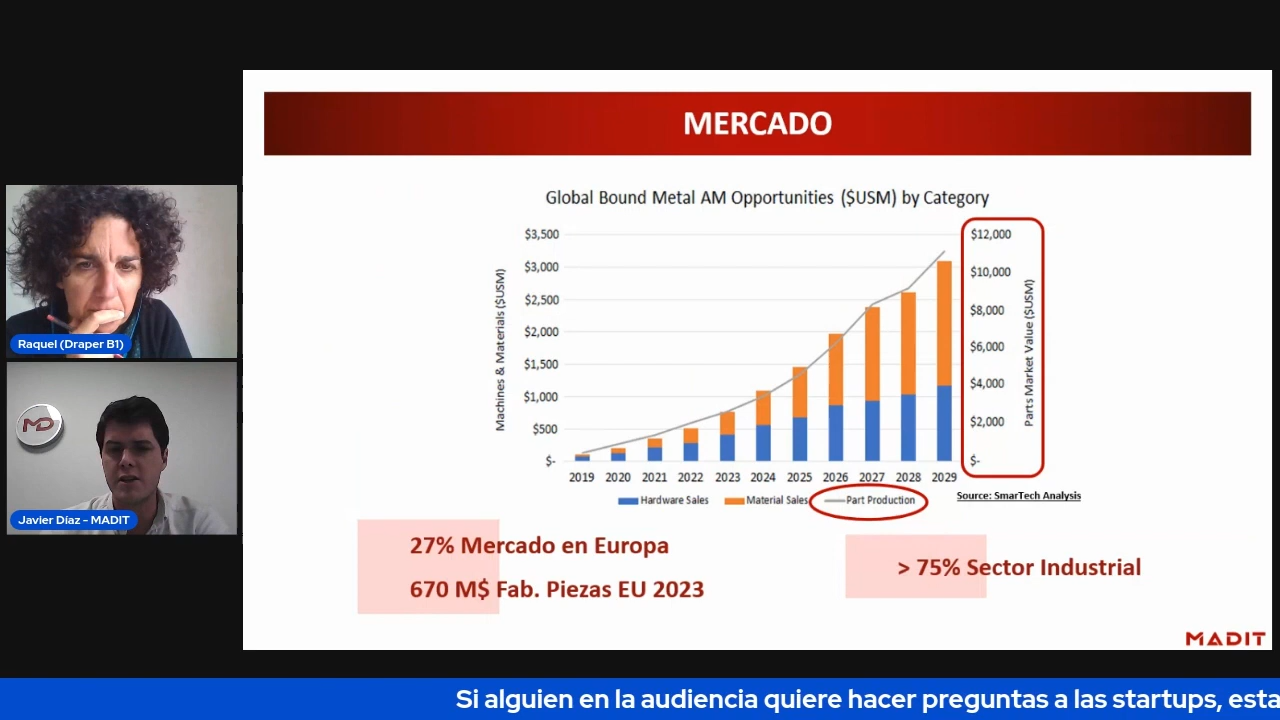 MERCADO
Global Bound Metal AM Opportunities ($USM) by Category
Machines & Materials ($USM)
$3,500
$3,000
$2,500
$2,000
$1,500
$1,000
$500
$-
$12,000
$10,000
$8,000
$6,000
$4,000
$2,000
$-
Parts Market Value ($USM)
2019 2020 2021 2022 2023 2024 2025 2026 2027 2028 2029
Hardware Sales Material Sales Part Production
Source: SmarTech Analysis
27% Mercado en Europa
670 M$ Fab. Piezas EU 2023
> 75% Sector Industrial
MADIT
Raquel (Draper B1)
MD
Javier Díaz - MADIT
Si alguien en la audiencia quiere hacer preguntas a las startups, esta